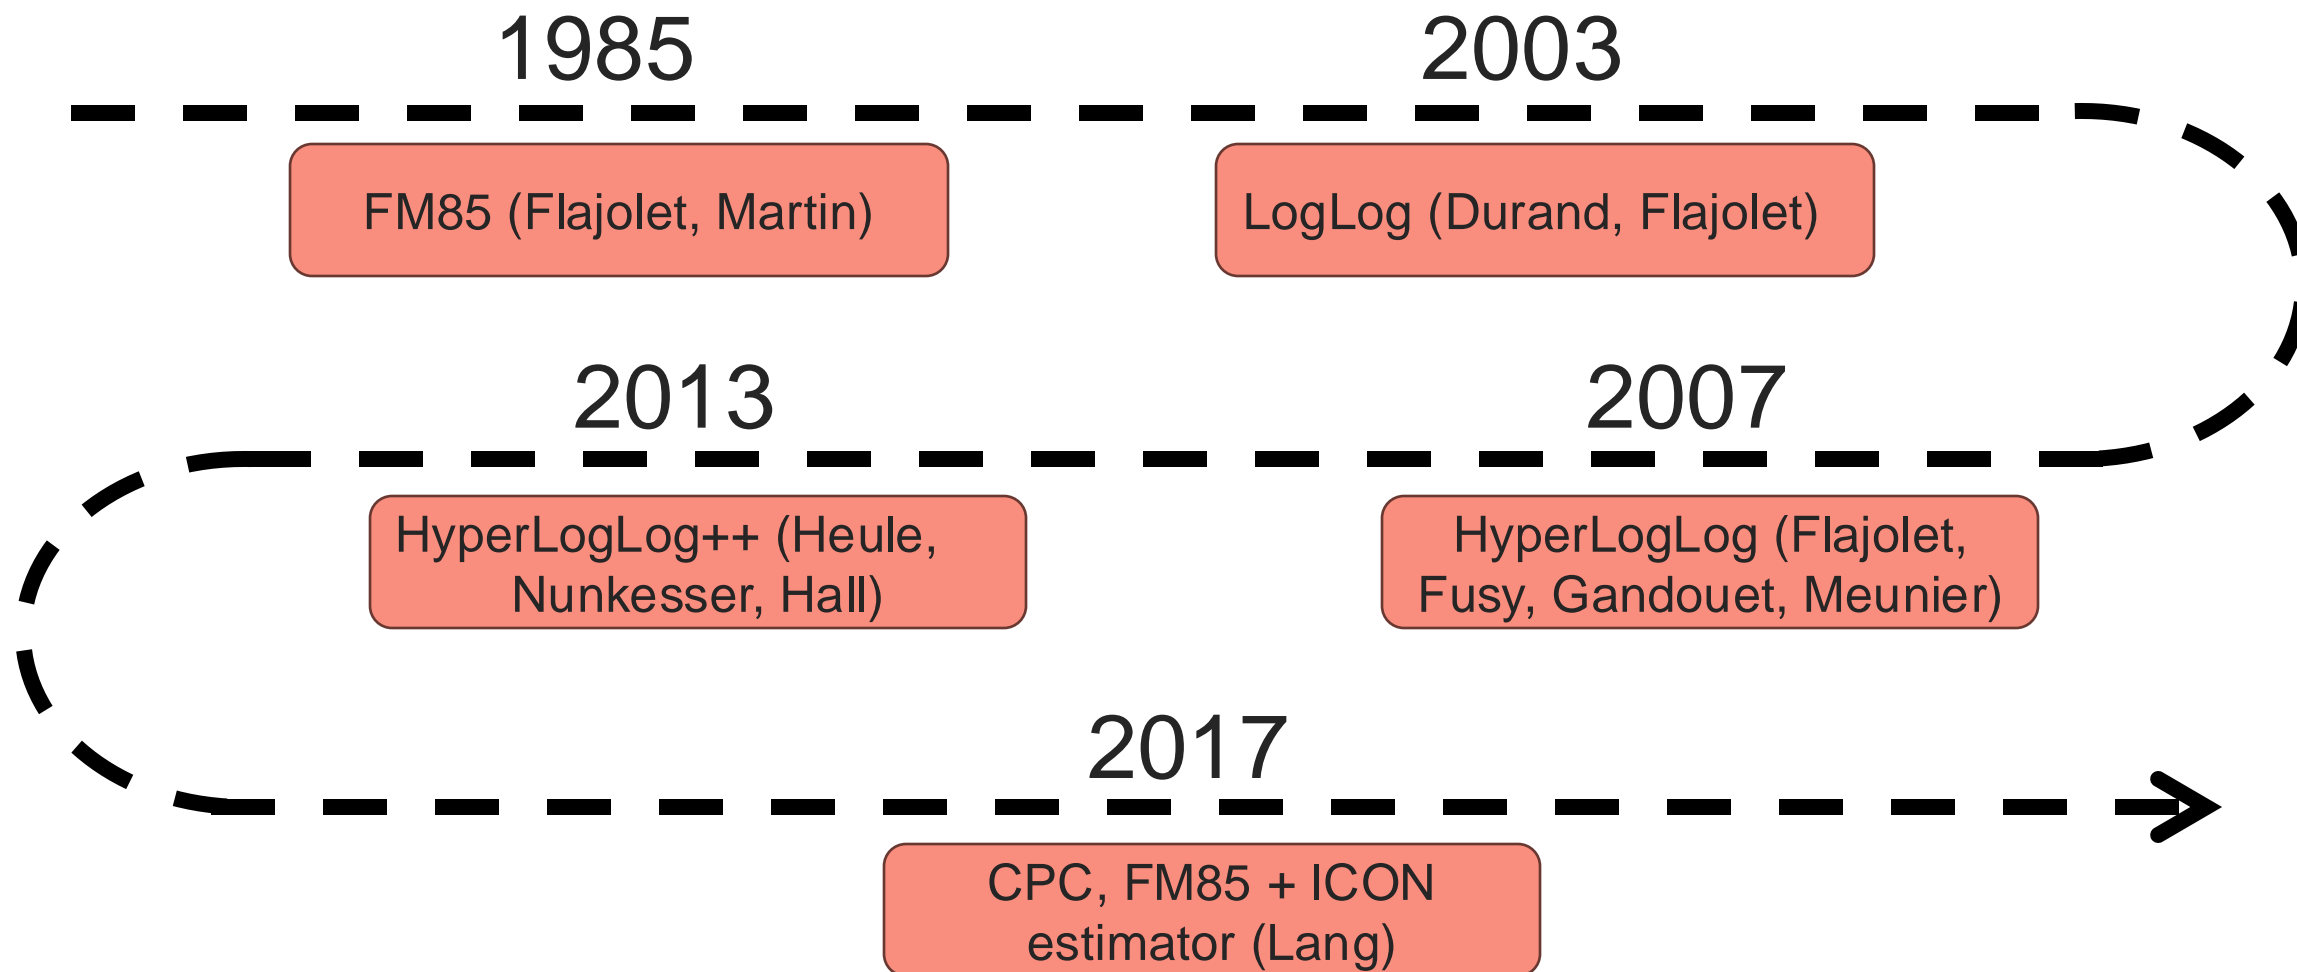 1985
FM85 (Flajolet, Martin)
2003
LogLog (Durand, Flajolet)
2007
HyperLogLog (Flajolet,
Fusy, Gandouet, Meunier)
2013
HyperLogLog++ (Heule,
Nunkesser, Hall)
2017
CPC, FM85 + ICON
estimator (Lang)